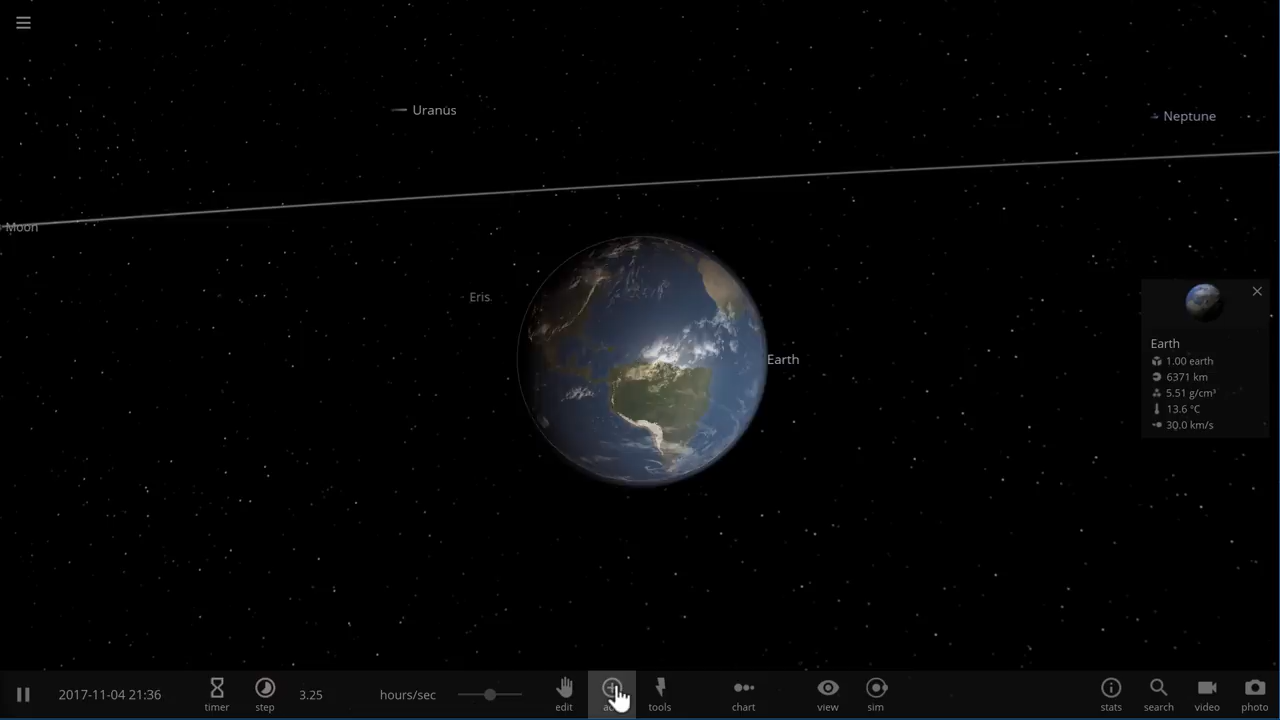 Uranus
Neptune
Moon
Eris
Earth
Earth
1.00 earth
6371 km
5.51 g/cm³
13.6 °C
30.0 km/s
2017-11-04 21:36
timer
step
3.25
hours/sec
edit
tools
chart
view
sim
stats
search
video
photo